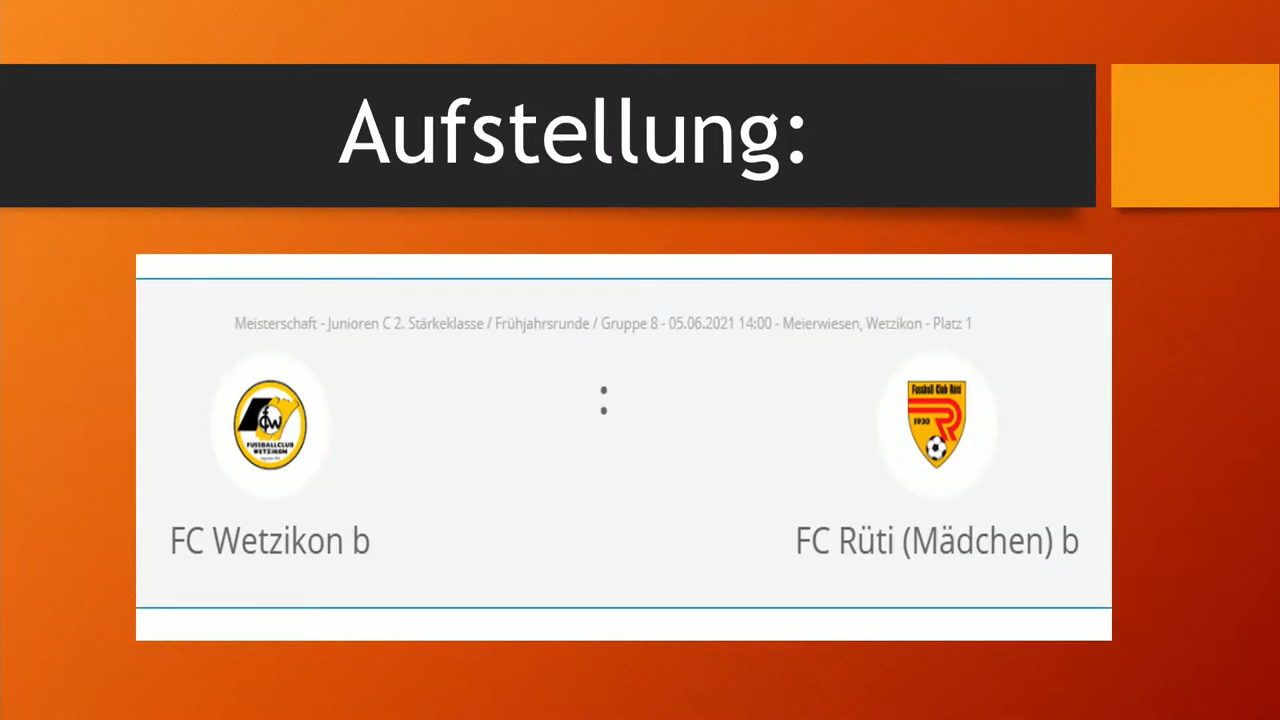 Aufstellung:
Meisterschaft - Junioren C 2. Stärkeklasse / Frühjahrsrunde / Gruppe 8 - 05.06.2021 14:00 - Meierwiesen, Wetzikon - Platz 1
:
FCW
FUSSBALLCLUB
WETZIKON
Fussball Club Rüti
1930
FC Wetzikon b
FC Rüti (Mädchen) b